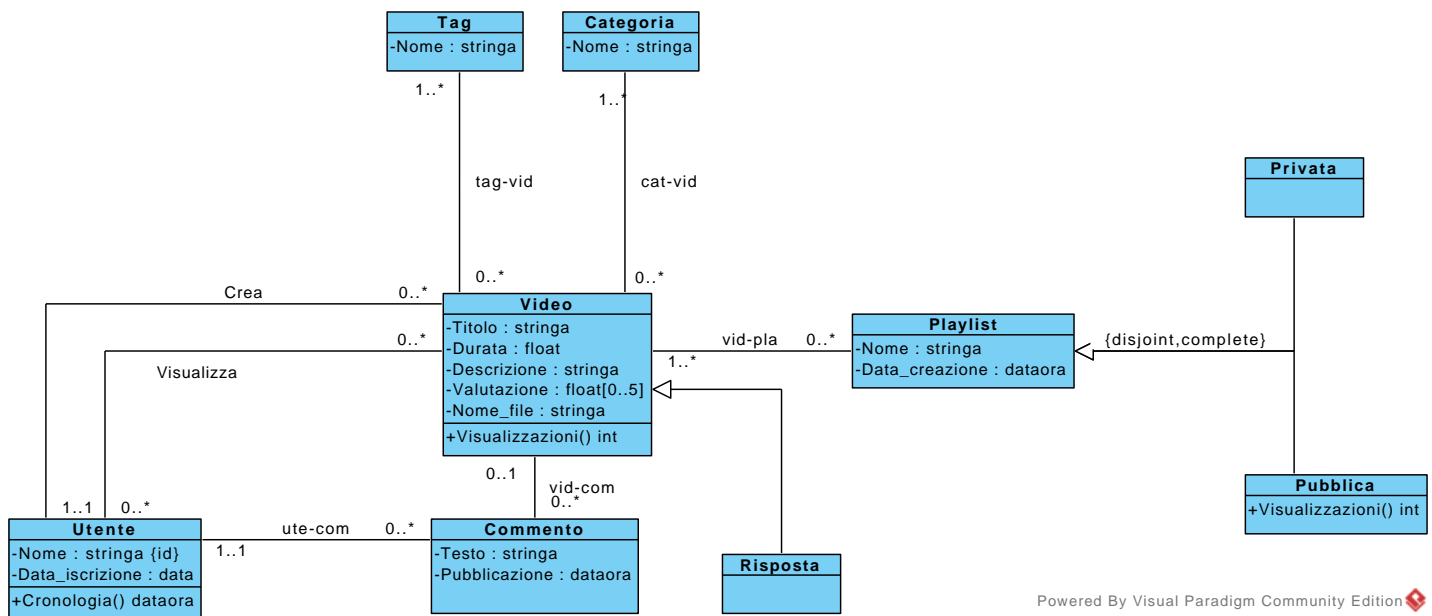 Tag
-Nome : stringa
Categoria
-Nome : stringa
1..*
1..*
tag-vid
cat-vid
Privata
0..*
0..*
Crea
0..*
Video
-Titolo : stringa
-Durata : float
-Descrizione : stringa
-Valutazione : float[0..5]
-Nome_file : stringa
+Visualizzazioni() int
0..*
Visualizza
vid-pla
0..*
1..*
Playlist
-Nome : stringa
-Data_creazione : dataora
{disjoint,complete}
0..1
vid-com
0..*
Pubblica
+Visualizzazioni() int
1..1
0..*
Utente
-Nome : stringa {id}
-Data_iscrizione : data
+Cronologia() dataora
ute-com
0..*
1..1
Commento
-Testo : stringa
-Pubblicazione : dataora
Risposta
Powered By Visual Paradigm Community Edition